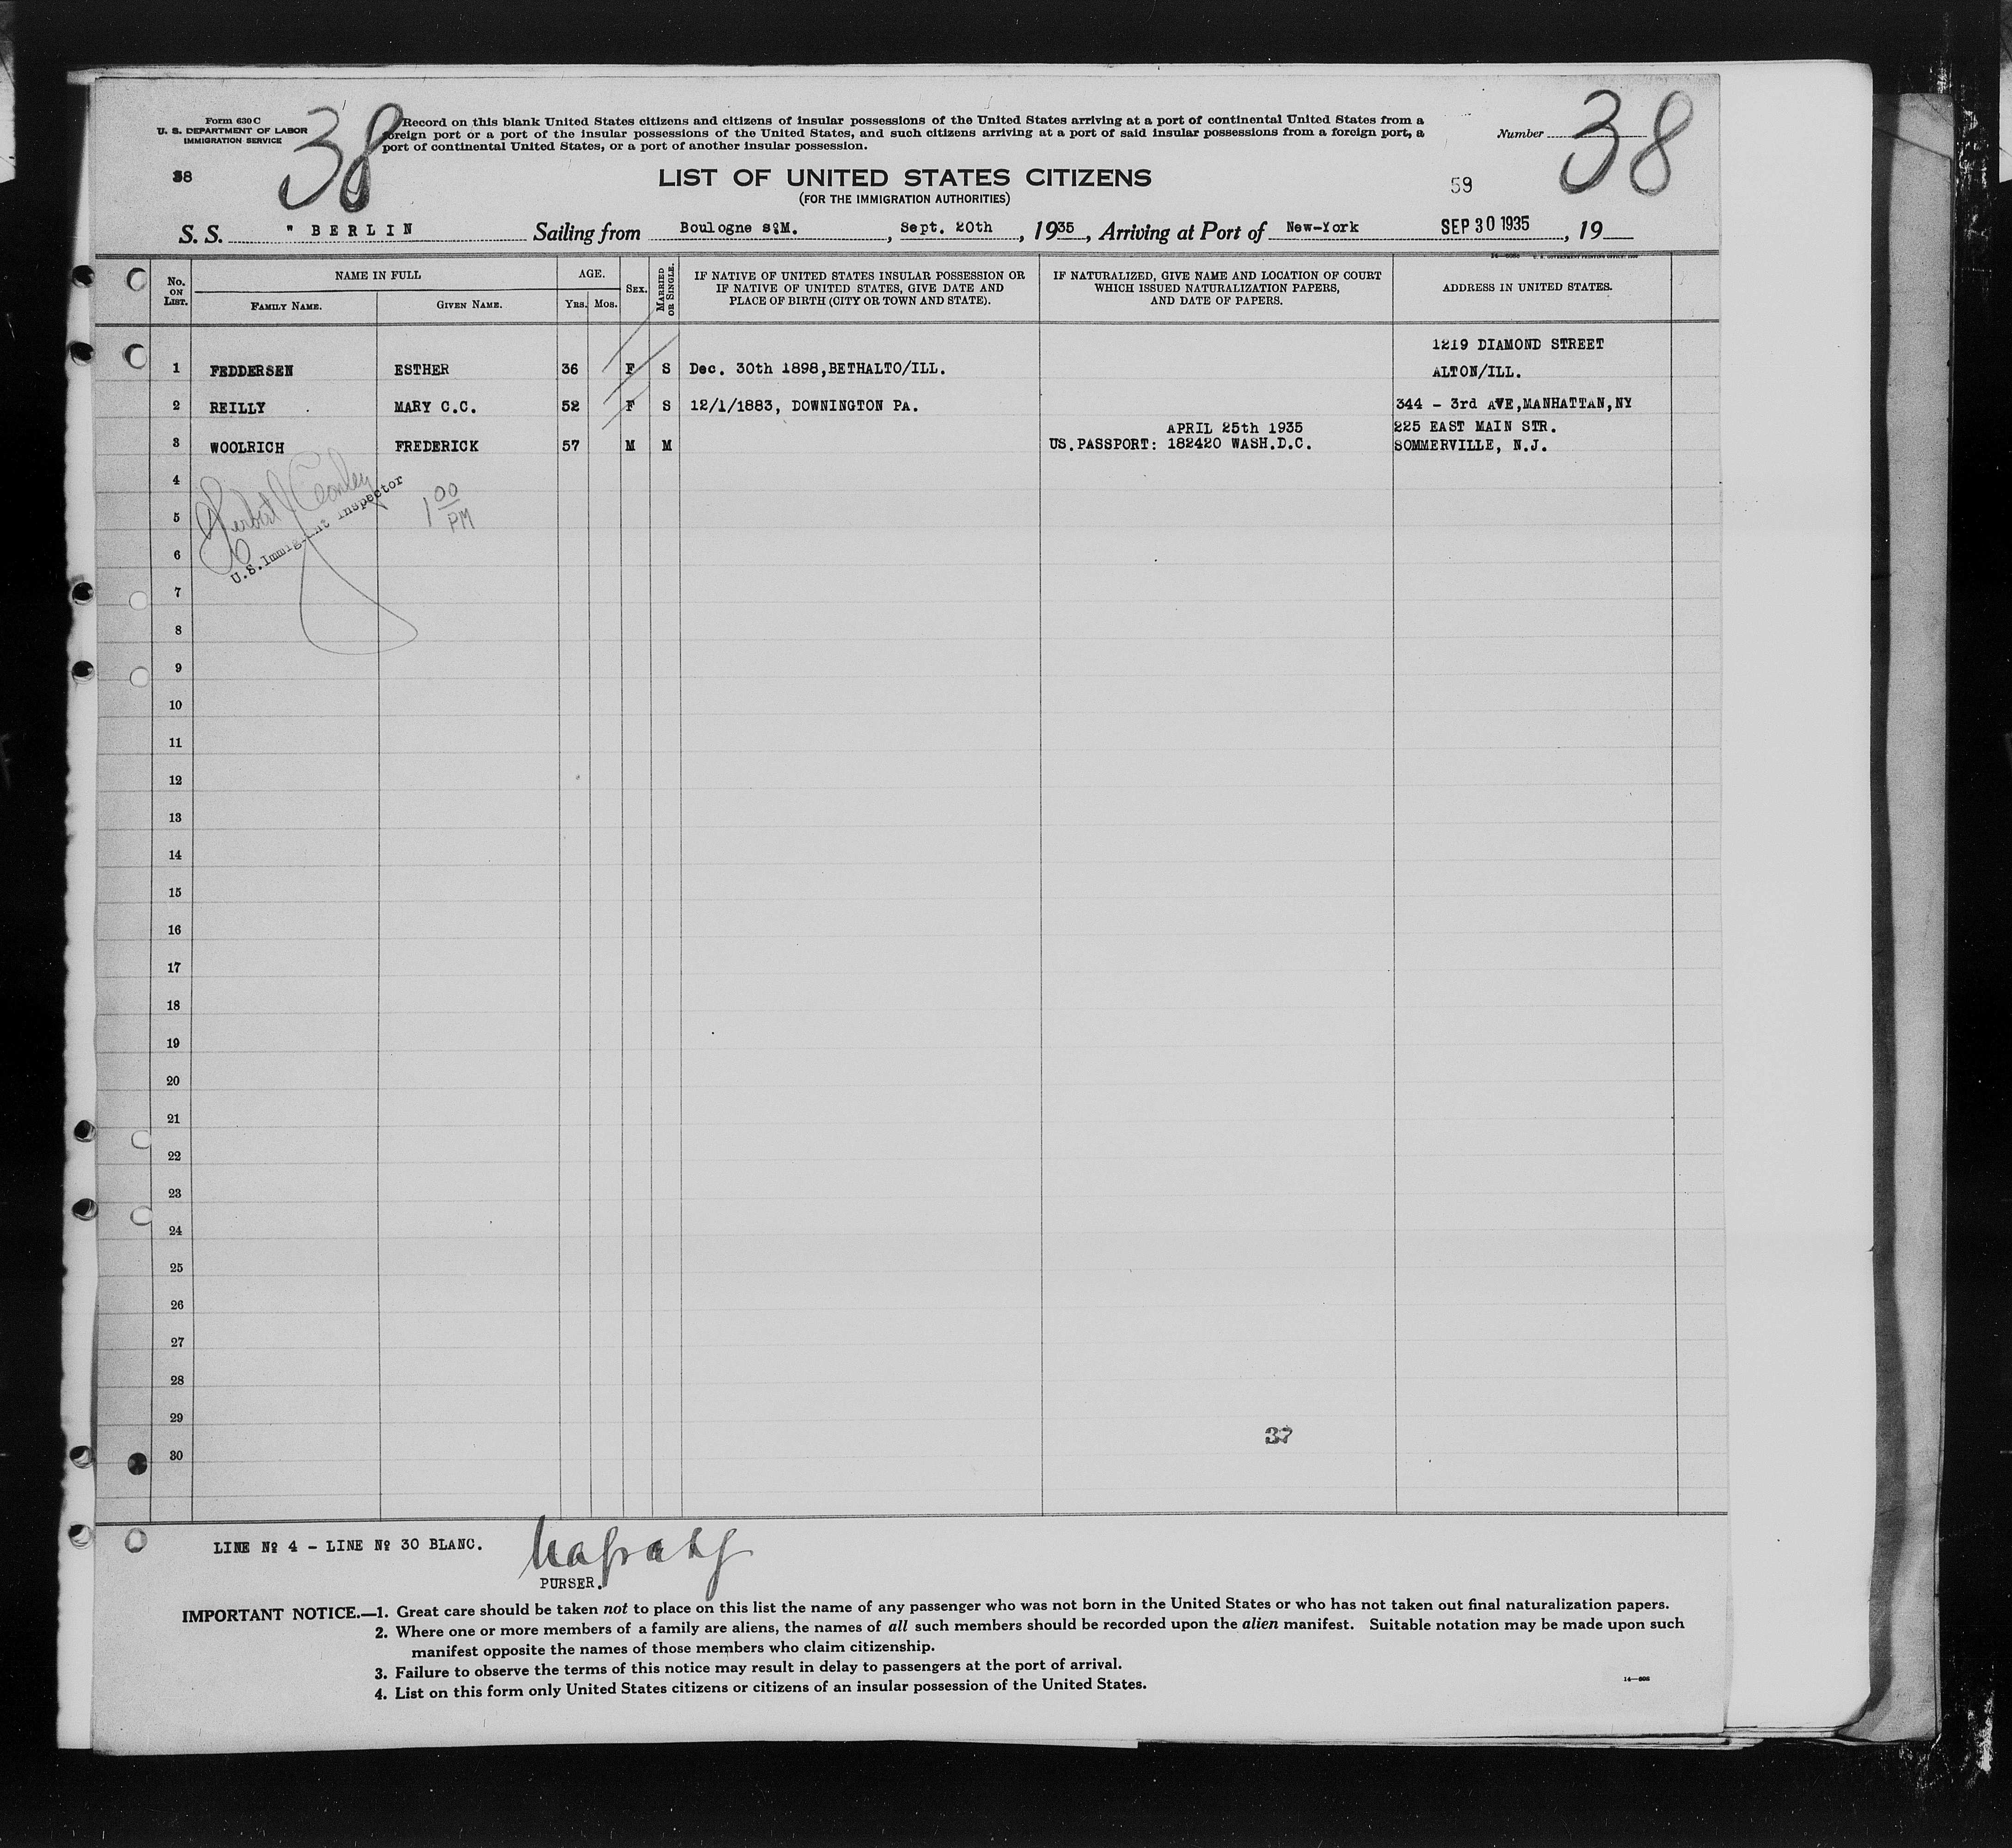 Form 630 C
U. S. DEPARTMENT OF LABOR
IMMIGRATION SERVICE
38
38
Record on this blank United States citizens and citizens of insular possessions of the United States arriving at a port of continental United States from a
foreign port or a port of the insular possessions of the United States, and such citizens arriving at a port of said insular possessions from a foreign port, a
port of continental United States, or a port of another insular possession.
Number 38
LIST OF UNITED STATES CITIZENS
(FOR THE IMMIGRATION AUTHORITIES)
59
S. S. " BERLIN Sailing from Boulogne s/M., Sept. 20th, 1935, Arriving at Port of New-York SEP 30 1935, 19
No. ON LIST.
NAME IN FULL
FAMILY NAME.
GIVEN NAME.
AGE.
YRS. MOS.
SEX.
MARRIED OR SINGLE.
IF NATIVE OF UNITED STATES INSULAR POSSESSION OR
IF NATIVE OF UNITED STATES, GIVE DATE AND
PLACE OF BIRTH (CITY OR TOWN AND STATE).
IF NATURALIZED, GIVE NAME AND LOCATION OF COURT
WHICH ISSUED NATURALIZATION PAPERS,
AND DATE OF PAPERS.
ADDRESS IN UNITED STATES.
1219 DIAMOND STREET
1 FEDDERSEN ESTHER 36 F S Dec. 30th 1898,BETHALTO/ILL. ALTON/ILL.
2 REILLY MARY C.C. 52 F S 12/1/1883, DOWNINGTON PA. 344 - 3rd AVE,MANHATTAN,NY
APRIL 25th 1935 225 EAST MAIN STR.
3 WOOLRICH FREDERICK 57 M M US.PASSPORT: 182420 WASH.D.C. SOMMERVILLE, N.J.
4
U.S.Immigrant Inspector
1 00 PM
5
6
7
8
9
10
11
12
13
14
15
16
17
18
19
20
21
22
23
24
25
26
27
28
29
37
30
LINE Nº 4 - LINE Nº 30 BLANC.
PURSER.
IMPORTANT NOTICE.—1. Great care should be taken not to place on this list the name of any passenger who was not born in the United States or who has not taken out final naturalization papers.
2. Where one or more members of a family are aliens, the names of all such members should be recorded upon the alien manifest. Suitable notation may be made upon such
manifest opposite the names of those members who claim citizenship.
3. Failure to observe the terms of this notice may result in delay to passengers at the port of arrival.
4. List on this form only United States citizens or citizens of an insular possession of the United States.